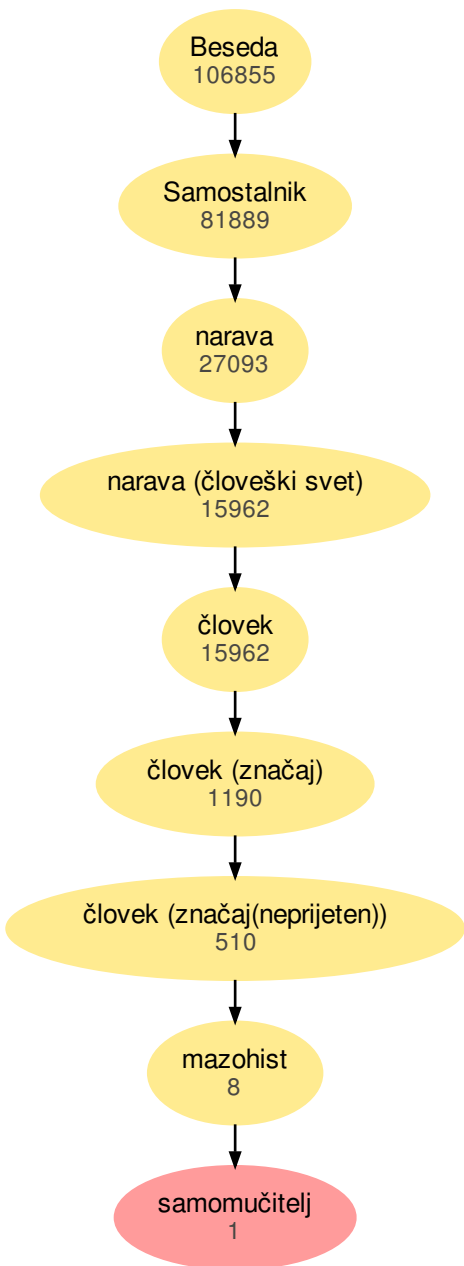 Beseda
106855
Samostalnik
81889
narava
27093
narava (človeški svet)
15962
človek
15962
človek (značaj)
1190
človek (značaj(neprijeten))
510
mazohist
8
samomučitelj
1